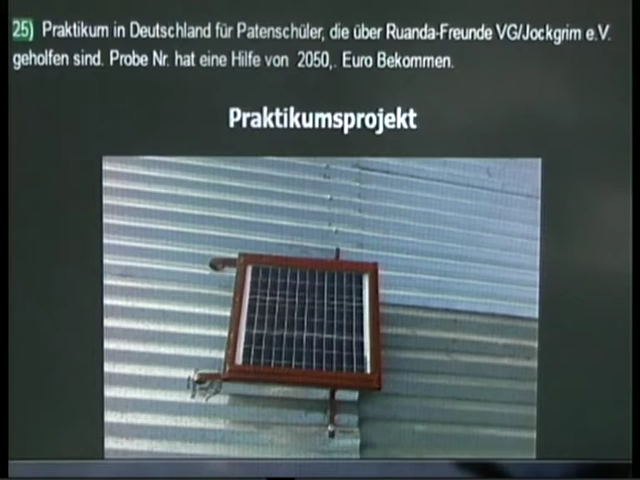 25) Praktikum in Deutschland für Patenschüler, die über Ruanda-Freunde VG/Jockgrim e.V.
geholfen sind. Probe Nr. hat eine Hilfe von 2050,. Euro Bekommen.
Praktikumsprojekt